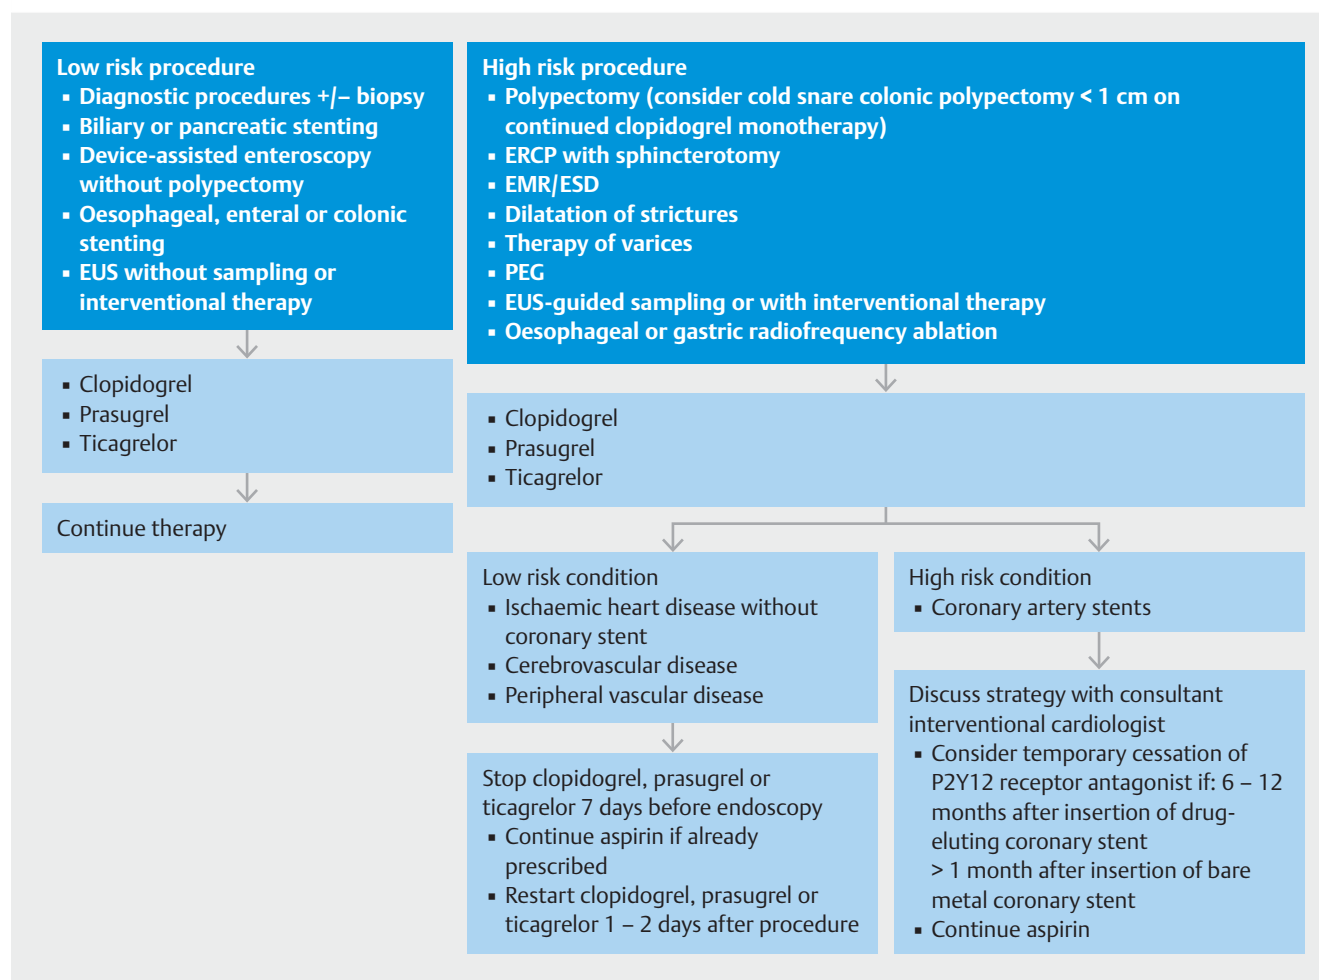 Low risk procedure
▪ Diagnostic procedures +/− biopsy
▪ Biliary or pancreatic stenting
▪ Device-assisted enteroscopy
without polypectomy
▪ Oesophageal, enteral or colonic
stenting
▪ EUS without sampling or
interventional therapy
▪ Clopidogrel
▪ Prasugrel
▪ Ticagrelor
Continue therapy
High risk procedure
▪ Polypectomy (consider cold snare colonic polypectomy < 1 cm on
continued clopidogrel monotherapy)
▪ ERCP with sphincterotomy
▪ EMR/ESD
▪ Dilatation of strictures
▪ Therapy of varices
▪ PEG
▪ EUS-guided sampling or with interventional therapy
▪ Oesophageal or gastric radiofrequency ablation
▪ Clopidogrel
▪ Prasugrel
▪ Ticagrelor
Low risk condition
▪ Ischaemic heart disease without
coronary stent
▪ Cerebrovascular disease
▪ Peripheral vascular disease
Stop clopidogrel, prasugrel or
ticagrelor 7 days before endoscopy
▪ Continue aspirin if already
prescribed
▪ Restart clopidogrel, prasugrel or
ticagrelor 1 – 2 days after procedure
High risk condition
▪ Coronary artery stents
Discuss strategy with consultant
interventional cardiologist
▪ Consider temporary cessation of
P2Y12 receptor antagonist if: 6 – 12
months after insertion of drug-
eluting coronary stent
> 1 month after insertion of bare
metal coronary stent
▪ Continue aspirin